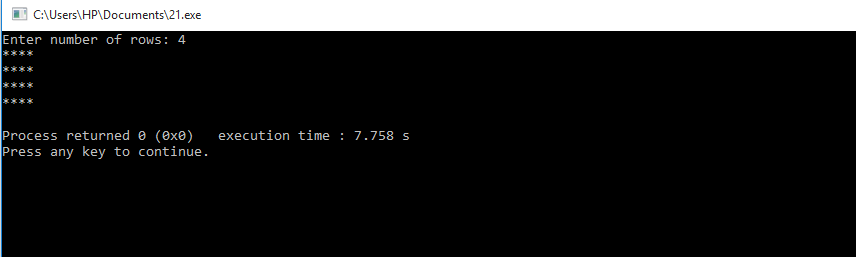 C:\Users\HP\Documents\21.exe
Enter number of rows: 4
****
****
****
****
Process returned 0 (0x0)   execution time : 7.758 s
Press any key to continue.